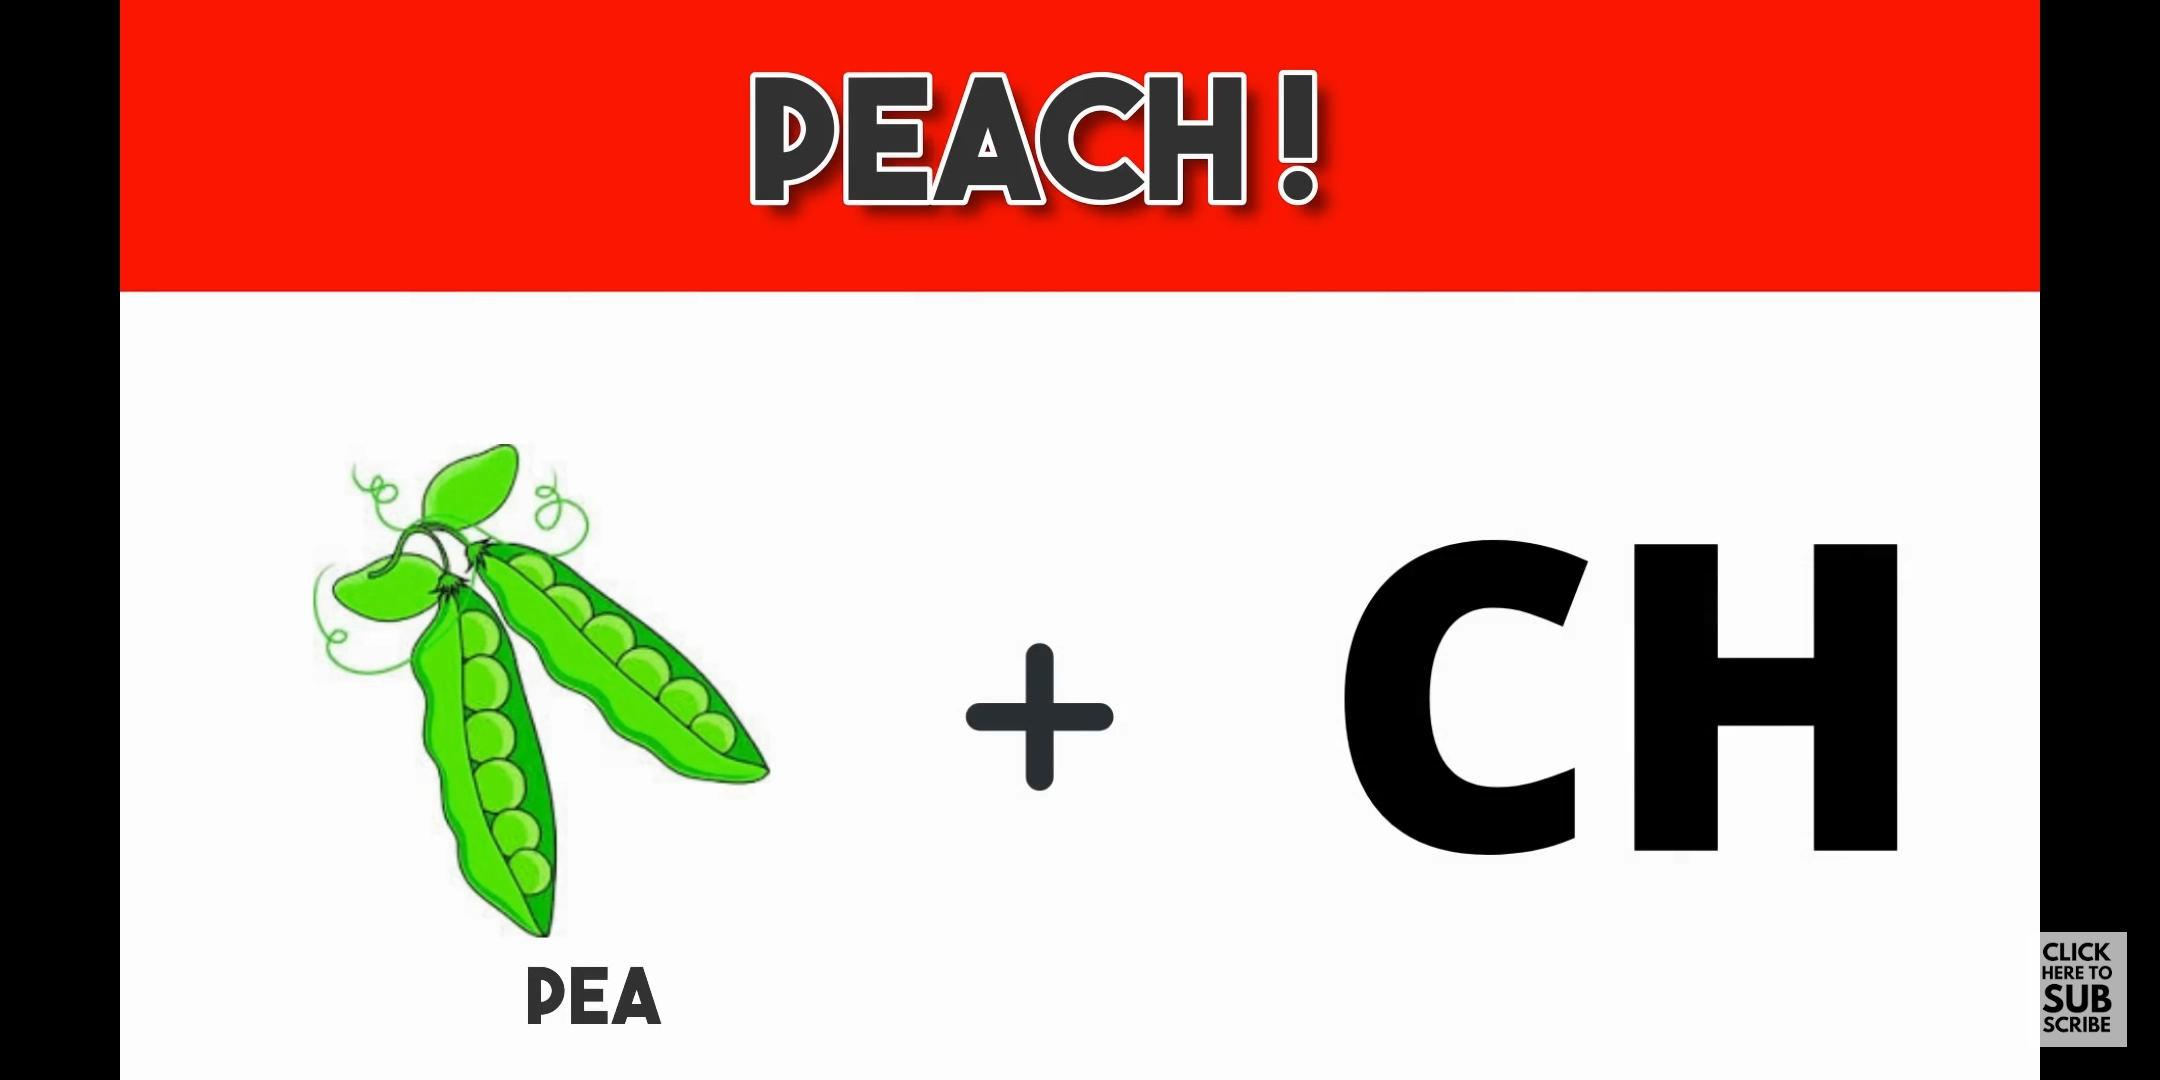 PEACH!
+ CH
PEA
CLICK
HERE TO
SUB
SCRIBE